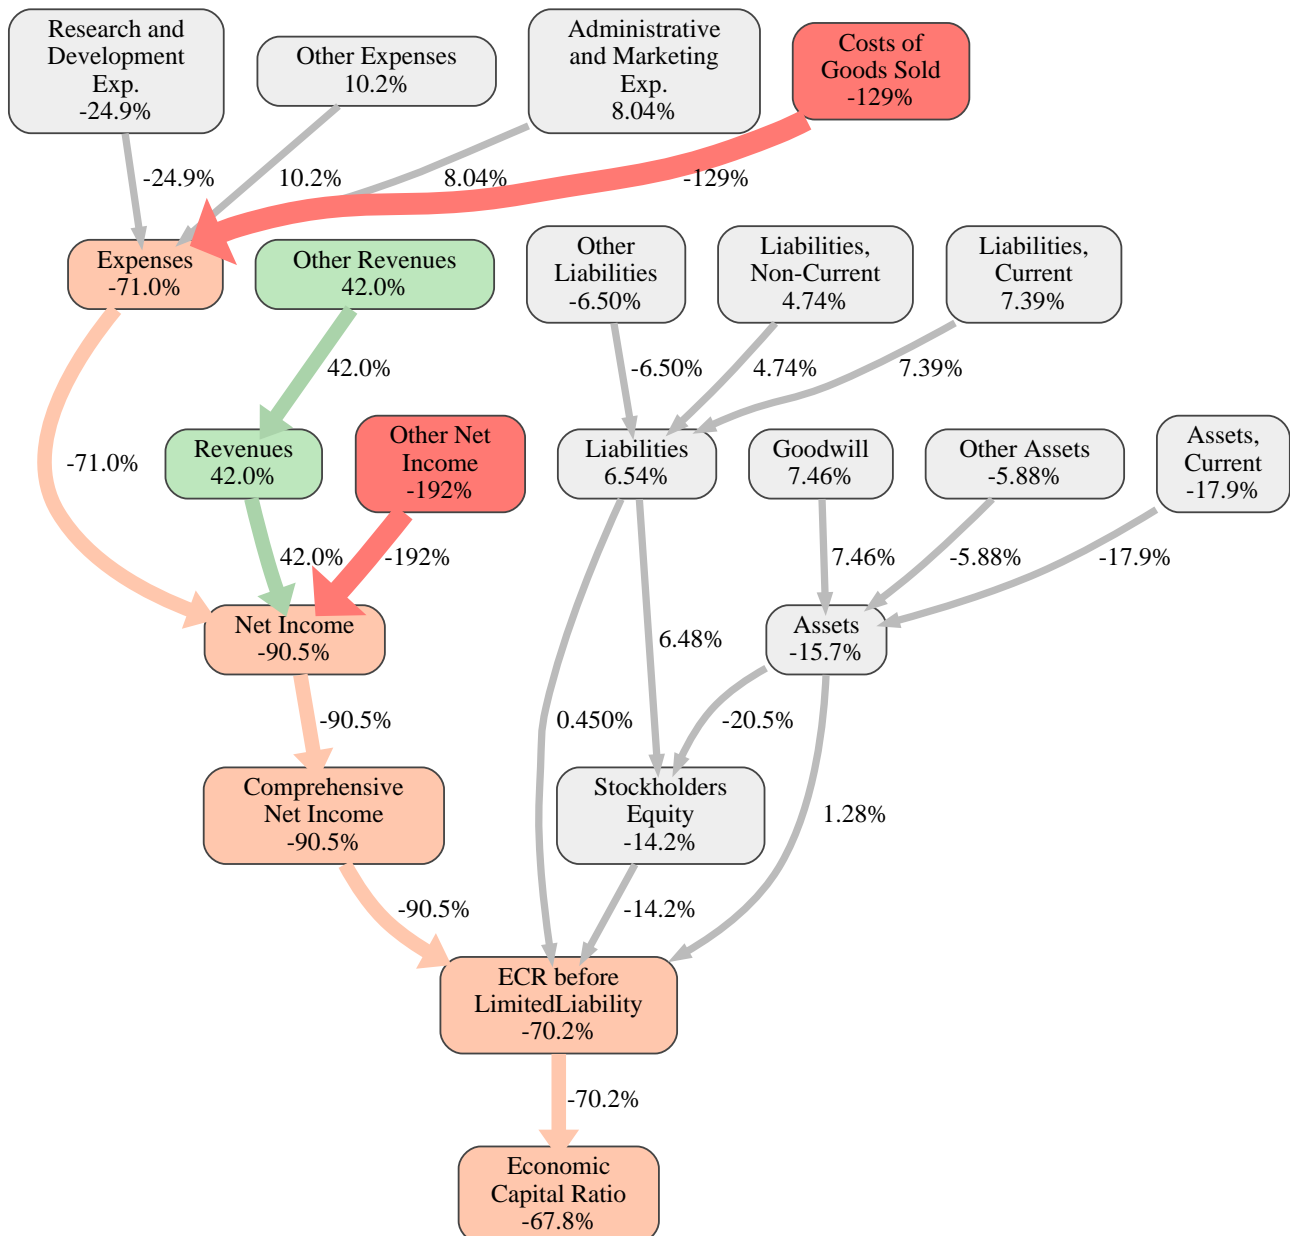 Research and
Development
Exp.
-24.9%
Other Expenses
10.2%
Administrative
and Marketing
Exp.
8.04%
Costs of
Goods Sold
-129%
-24.9%
10.2%
8.04%
-129%
Expenses
-71.0%
Other Revenues
42.0%
Other
Liabilities
-6.50%
Liabilities,
Non-Current
4.74%
Liabilities,
Current
7.39%
42.0%
-6.50%
4.74%
7.39%
-71.0%
Revenues
42.0%
Other Net
Income
-192%
Liabilities
6.54%
Goodwill
7.46%
Other Assets
-5.88%
Assets,
Current
-17.9%
42.0%
-192%
7.46%
-5.88%
-17.9%
Net Income
-90.5%
6.48%
Assets
-15.7%
-90.5%
0.450%
-20.5%
Comprehensive
Net Income
-90.5%
Stockholders
Equity
-14.2%
1.28%
-90.5%
-14.2%
ECR before
LimitedLiability
-70.2%
-70.2%
Economic
Capital Ratio
-67.8%